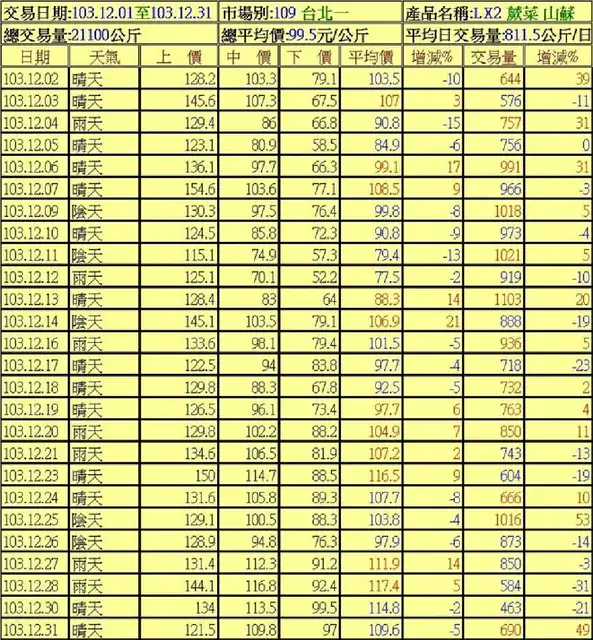 交易日期:103.12.01至103.12.31 市場別:109 台北一 產品名稱:LX2 蕨菜 山蘇
總交易量:21100公斤 總平均價:99.5元/公斤 平均日交易量:811.5公斤/日
日期 天氣 上 價 中 價 下 價 平均價 增減% 交易量 增減%
103.12.02 晴天 128.2 103.3 79.1 103.5 -10 644 39
103.12.03 晴天 145.6 107.3 67.5 107 3 576 -11
103.12.04 雨天 129.4 86 66.8 90.8 -15 757 31
103.12.05 晴天 123.1 80.9 58.5 84.9 -6 756 0
103.12.06 晴天 136.1 97.7 66.3 99.1 17 991 31
103.12.07 晴天 154.6 103.6 77.1 108.5 9 966 -3
103.12.09 陰天 130.3 97.5 76.4 99.8 -8 1018 5
103.12.10 晴天 124.5 85.8 72.3 90.8 -9 973 -4
103.12.11 陰天 115.1 74.9 57.3 79.4 -13 1021 5
103.12.12 雨天 125.1 70.1 52.2 77.5 -2 919 -10
103.12.13 晴天 128.4 83 64 88.3 14 1103 20
103.12.14 陰天 145.1 103.5 79.1 106.9 21 888 -19
103.12.16 雨天 133.6 98.1 79.4 101.5 -5 936 5
103.12.17 晴天 122.5 94 83.8 97.7 -4 718 -23
103.12.18 晴天 129.8 88.3 67.8 92.5 -5 732 2
103.12.19 晴天 126.5 96.1 73.4 97.7 6 763 4
103.12.20 雨天 129.8 102.2 88.2 104.9 7 850 11
103.12.21 雨天 134.6 106.5 81.9 107.2 2 743 -13
103.12.23 晴天 150 114.7 88.5 116.5 9 604 -19
103.12.24 晴天 131.6 105.8 89.3 107.7 -8 666 10
103.12.25 陰天 129.1 100.5 88.3 103.8 -4 1016 53
103.12.26 陰天 128.9 94.8 76.3 97.9 -6 873 -14
103.12.27 雨天 131.4 112.3 91.2 111.9 14 850 -3
103.12.28 雨天 144.1 116.8 92.4 117.4 5 584 -31
103.12.30 晴天 134 113.5 99.5 114.8 -2 463 -21
103.12.31 晴天 121.5 109.8 97 109.6 -5 690 49